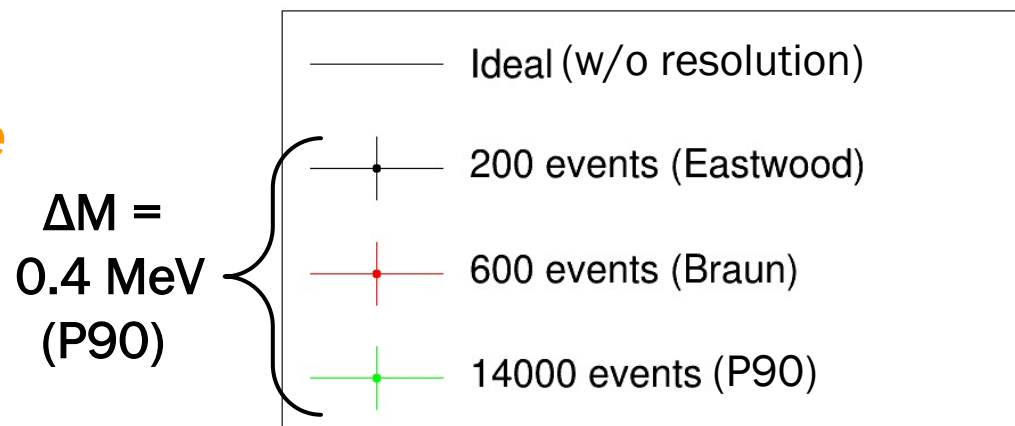 Ideal (w/o resolution)
e
200 events (Eastwood)
ΔM =
0.4 MeV
(P90)
600 events (Braun)
14000 events (P90)